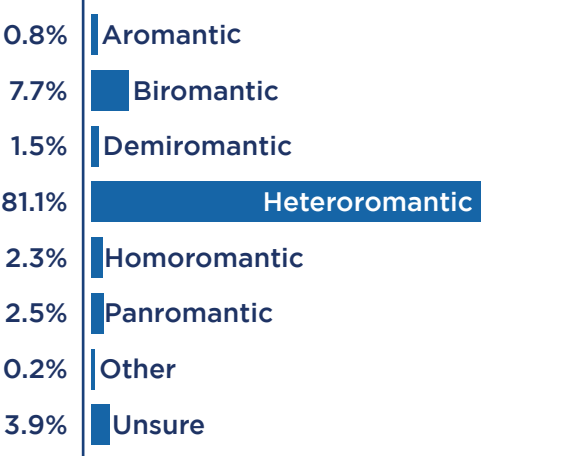 0.8% Aromantic
7.7% Biromantic
1.5% Demiromantic
81.1% Heteroromantic
2.3% Homoromantic
2.5% Panromantic
0.2% Other
3.9% Unsure